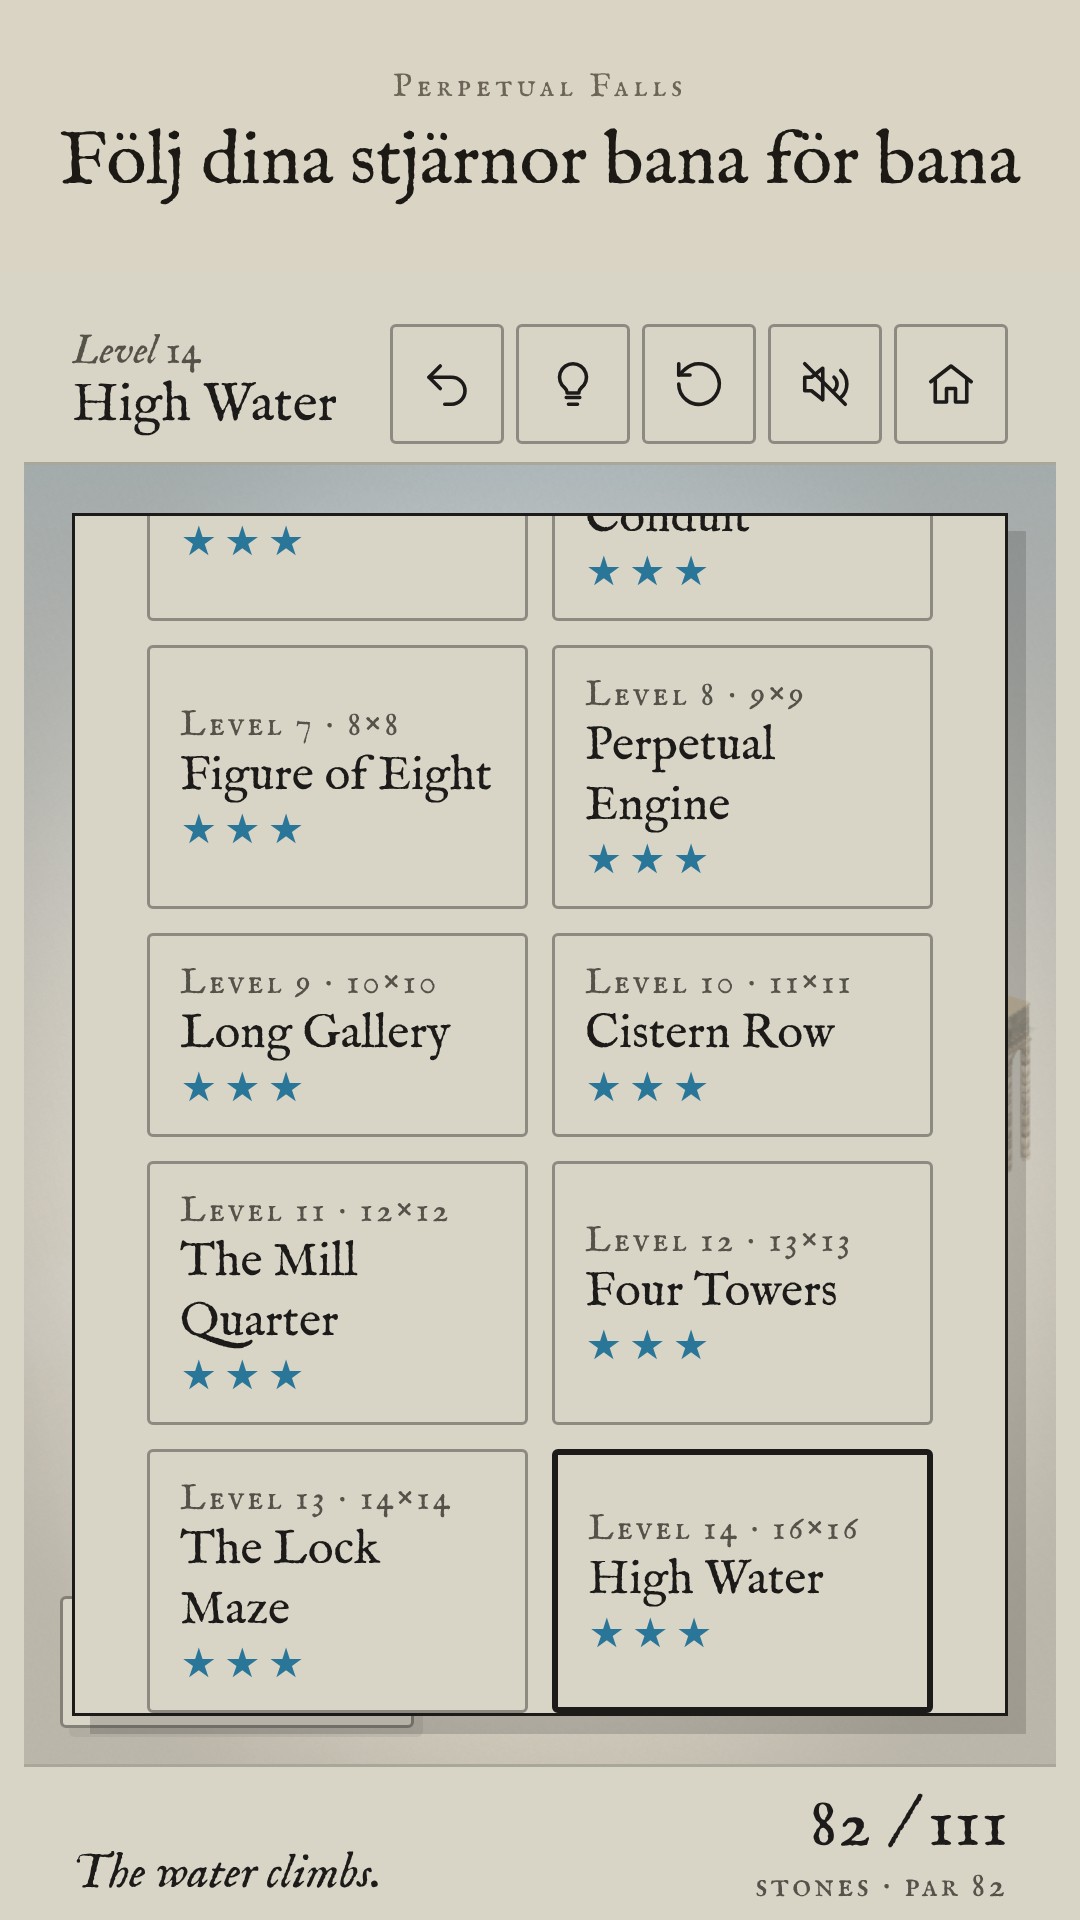 Perpetual Falls
Följ dina stjärnor bana för bana
Level 14
High Water
Conduit
★ ★ ★
★ ★ ★
Level 7 · 8×8
Figure of Eight
★ ★ ★
Level 8 · 9×9
Perpetual
Engine
★ ★ ★
Level 9 · 10×10
Long Gallery
★ ★ ★
Level 10 · 11×11
Cistern Row
★ ★ ★
Level 11 · 12×12
The Mill
Quarter
★ ★ ★
Level 12 · 13×13
Four Towers
★ ★ ★
Level 13 · 14×14
The Lock
Maze
★ ★ ★
Level 14 · 16×16
High Water
★ ★ ★
The water climbs.
82 / 111
stones · par 82